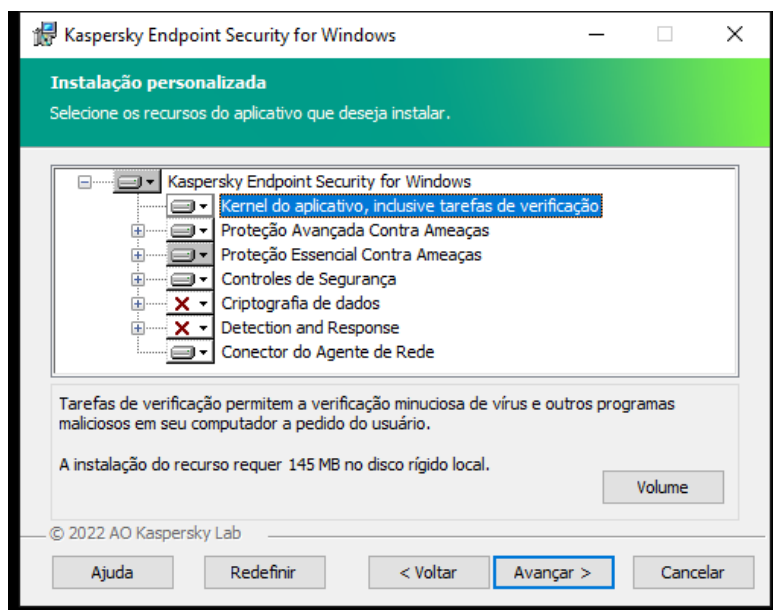 Kaspersky Endpoint Security for Windows
Instalação personalizada
Selecione os recursos do aplicativo que deseja instalar.
Kaspersky Endpoint Security for Windows
Kernel do aplicativo, inclusive tarefas de verificação
Proteção Avançada Contra Ameaças
Proteção Essencial Contra Ameaças
Controles de Segurança
Criptografia de dados
Detection and Response
Conector do Agente de Rede
Tarefas de verificação permitem a verificação minuciosa de vírus e outros programas
maliciosos em seu computador a pedido do usuário.
A instalação do recurso requer 145 MB no disco rígido local.
Volume
© 2022 AO Kaspersky Lab
Ajuda
Redefinir
< Voltar
Avançar >
Cancelar